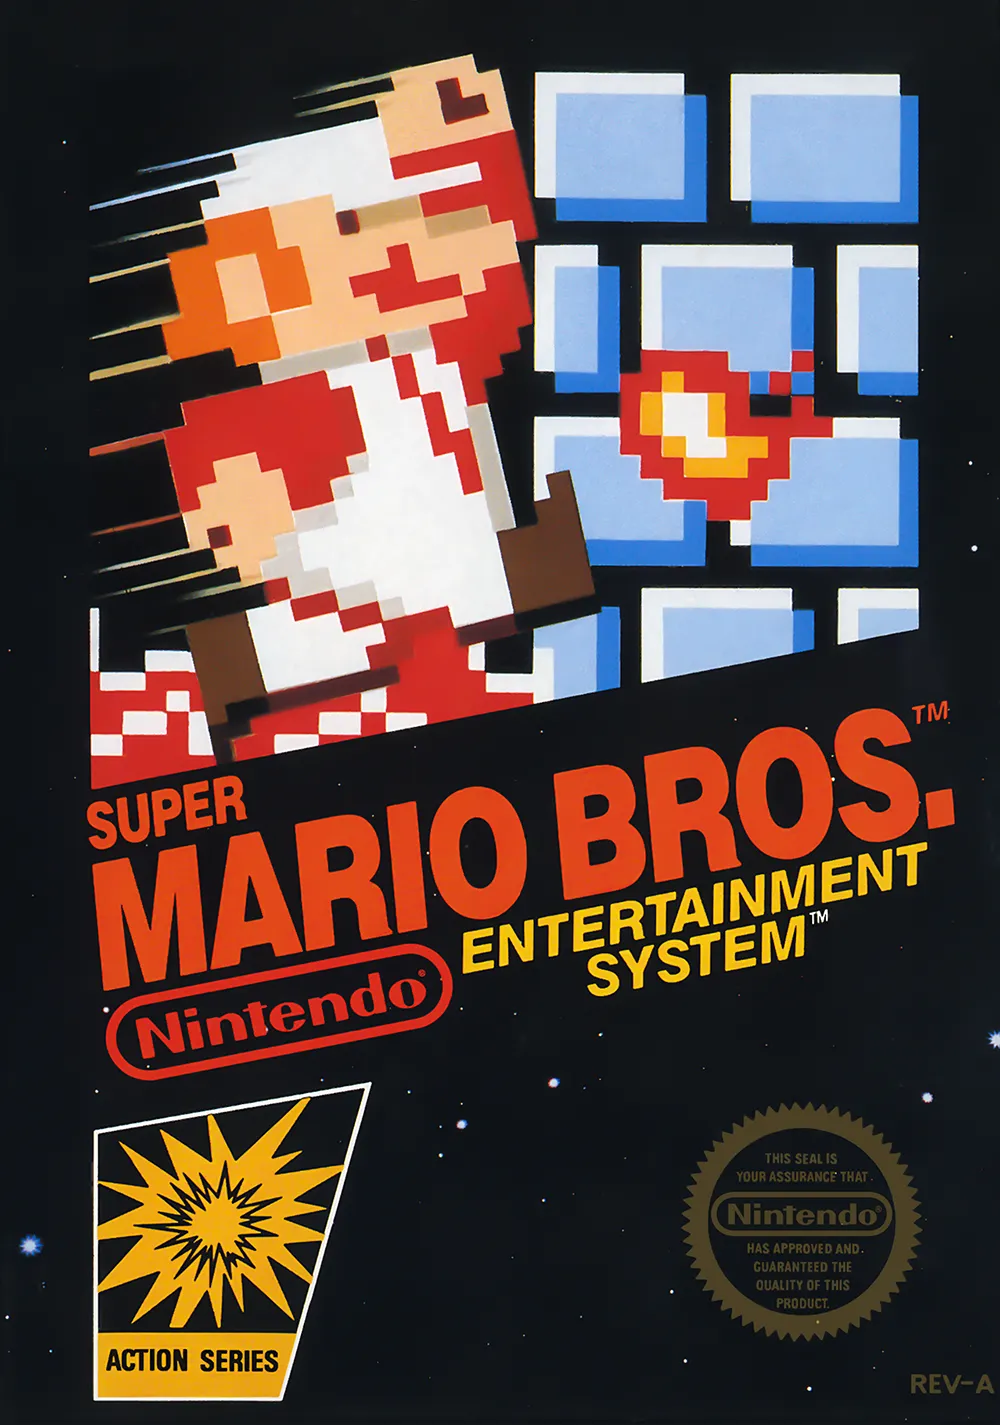 SUPER
MARIO BROS.™
ENTERTAINMENT
SYSTEM™
Nintendo®
ACTION SERIES
THIS SEAL IS
YOUR ASSURANCE THAT
Nintendo®
HAS APPROVED AND
GUARANTEED THE
QUALITY OF THIS
PRODUCT.
REV-A